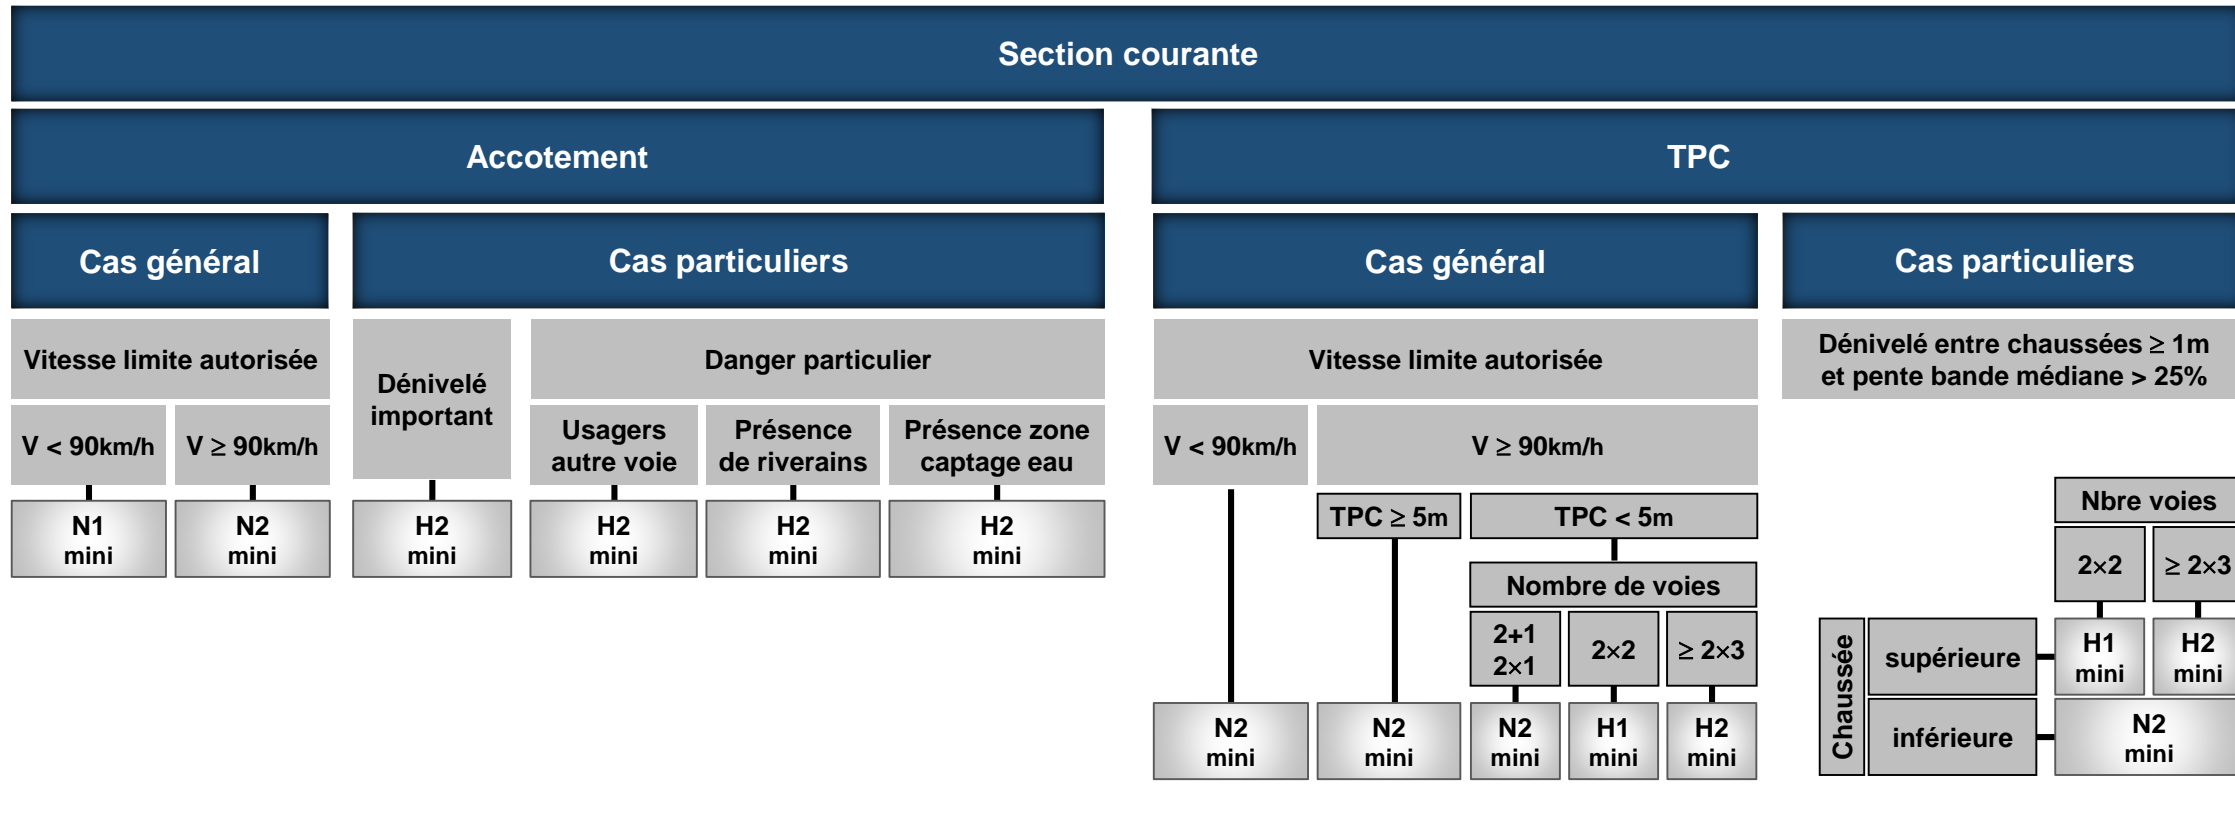 Section courante
Accotement
TPC
Cas général
Cas particuliers
Cas général
Cas particuliers
Vitesse limite autorisée
V < 90km/h
V ≥ 90km/h
N1
mini
N2
mini
Dénivelé
important
H2
mini
Danger particulier
Usagers
autre voie
Présence
de riverains
Présence zone
captage eau
H2
mini
H2
mini
H2
mini
Vitesse limite autorisée
V < 90km/h
V ≥ 90km/h
TPC ≥ 5m
TPC < 5m
Nombre de voies
2+1
2×1
2×2
≥ 2×3
N2
mini
N2
mini
N2
mini
H1
mini
H2
mini
Dénivelé entre chaussées ≥ 1m
et pente bande médiane > 25%
Nbre voies
2×2
≥ 2×3
Chaussée
supérieure
H1
mini
H2
mini
inférieure
N2
mini